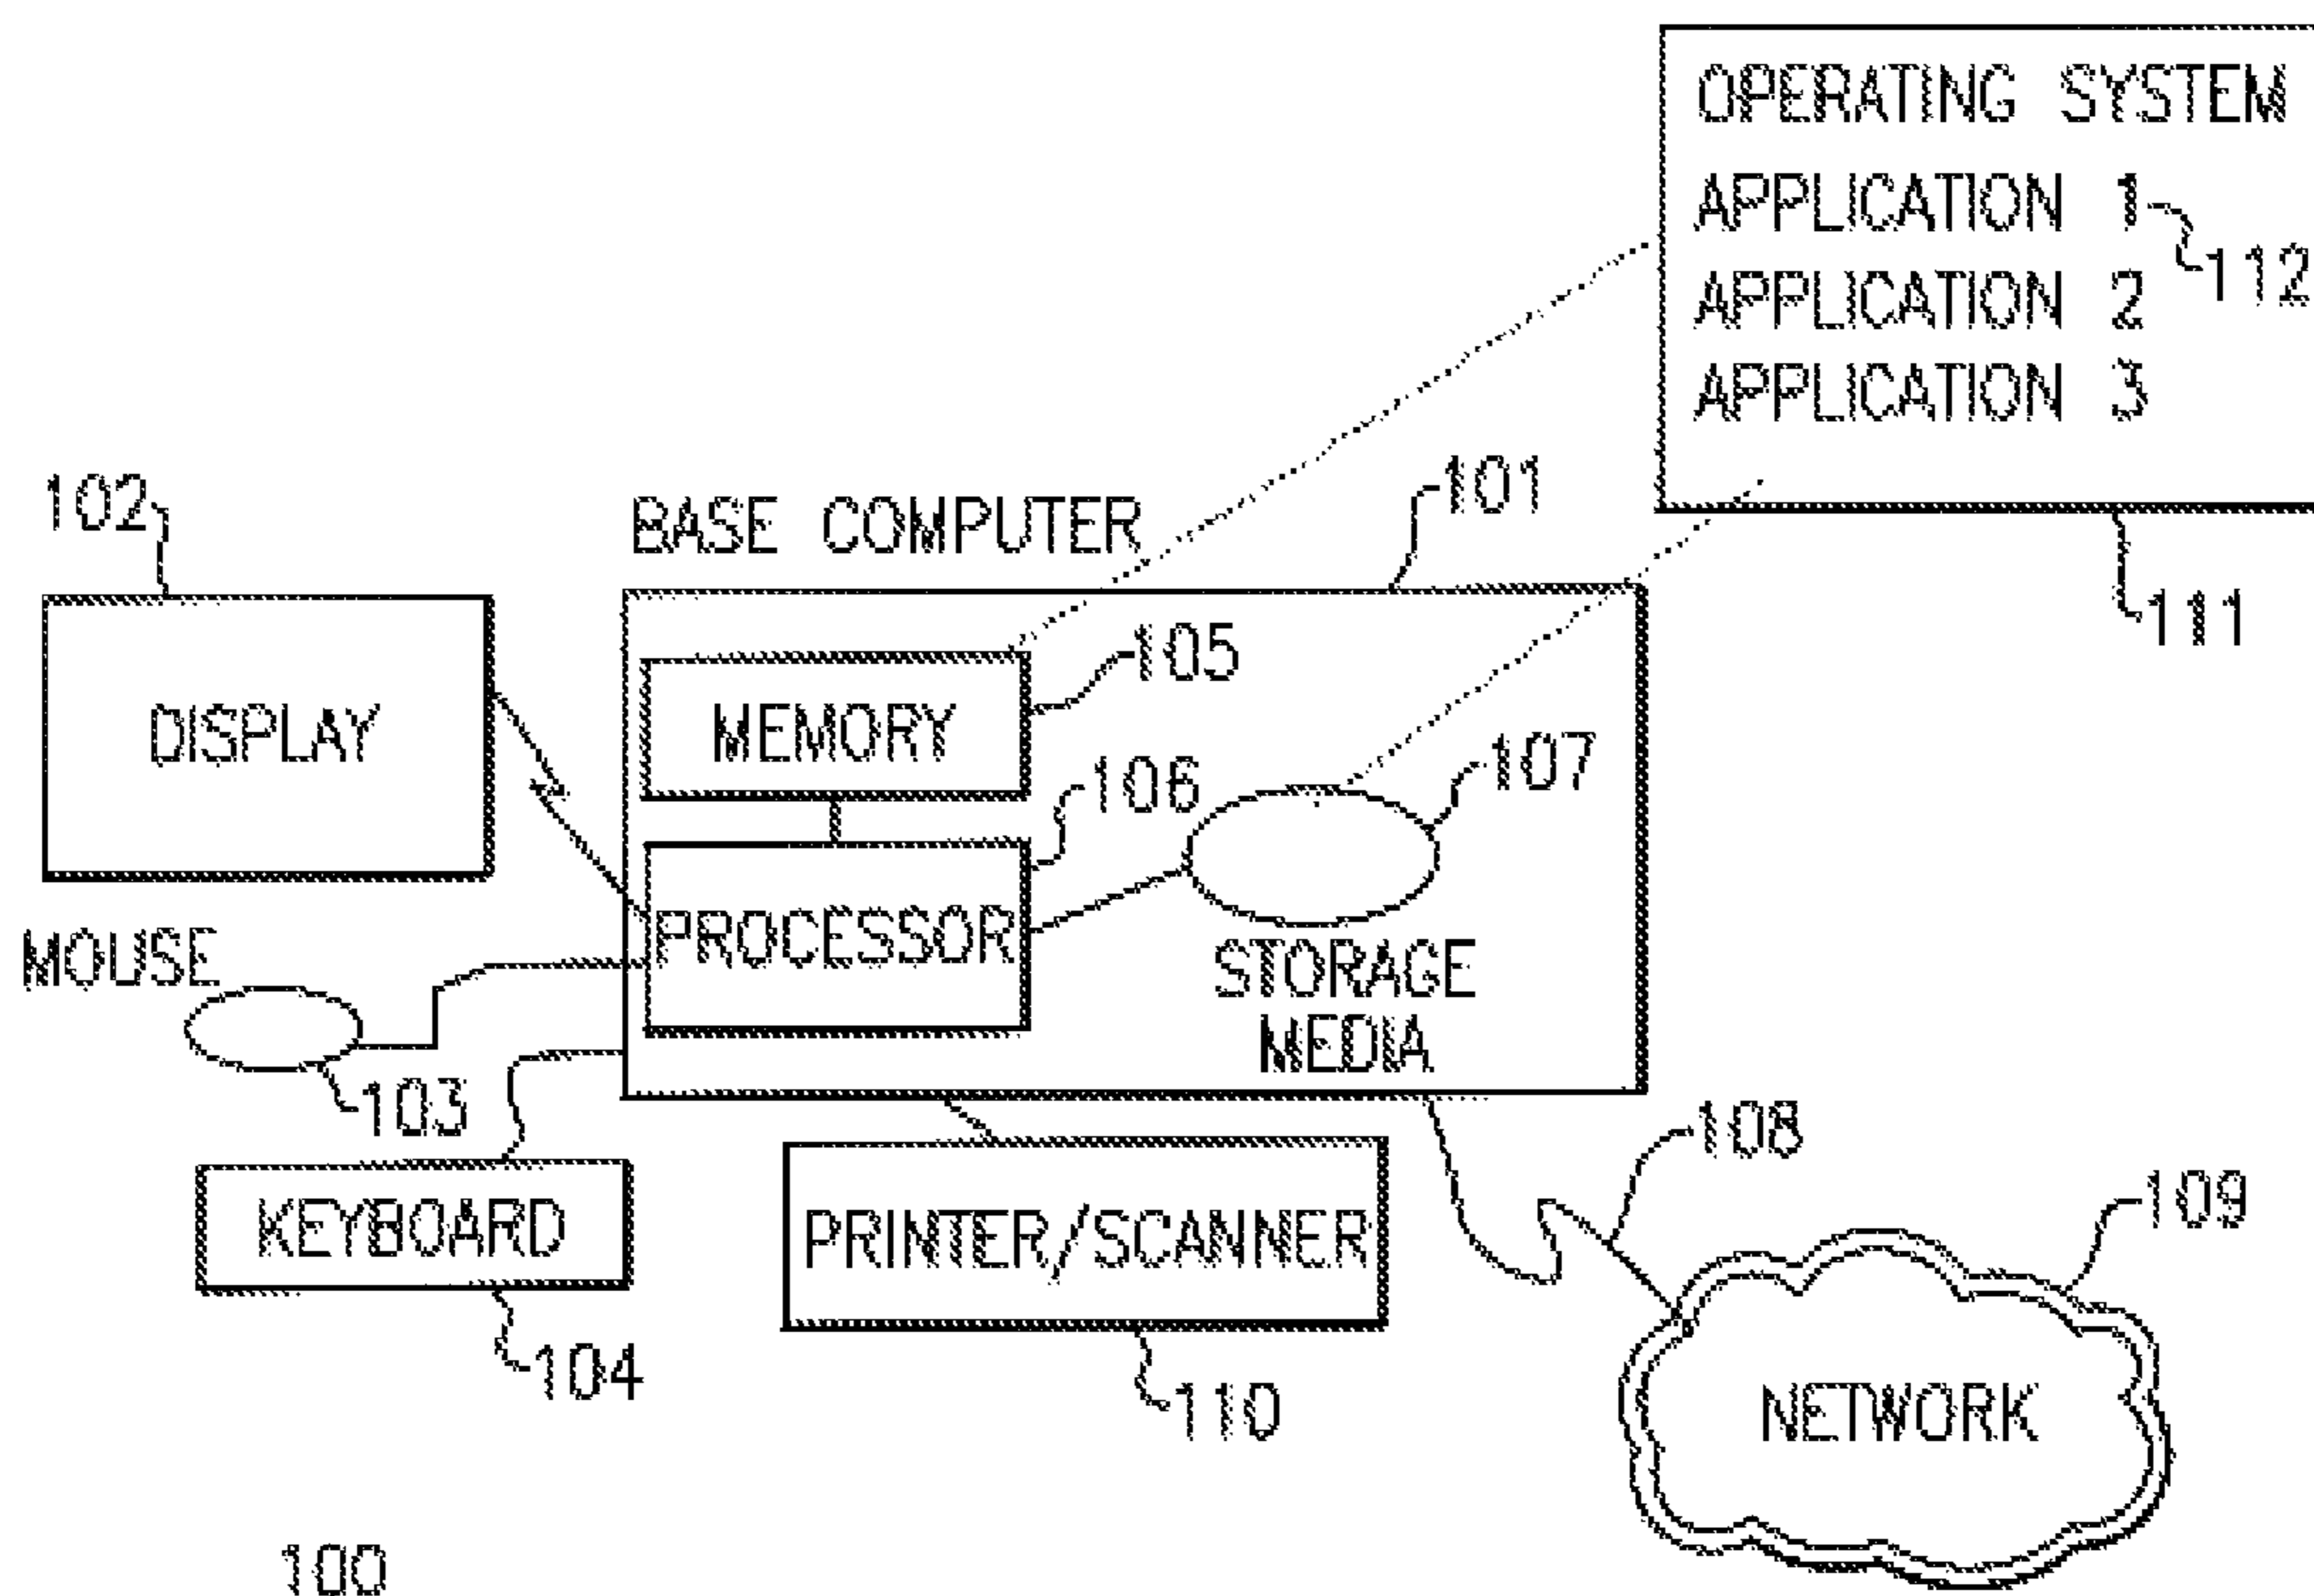 OPERATING SYSTEM
APPLICATION 1
112
APPLICATION 2
APPLICATION 3
111
102
BASE COMPUTER
101
DISPLAY
MEMORY
105
106
107
PROCESSOR
STORAGE
MEDIA
MOUSE
103
KEYBOARD
104
PRINTER/SCANNER
110
108
109
NETWORK
100